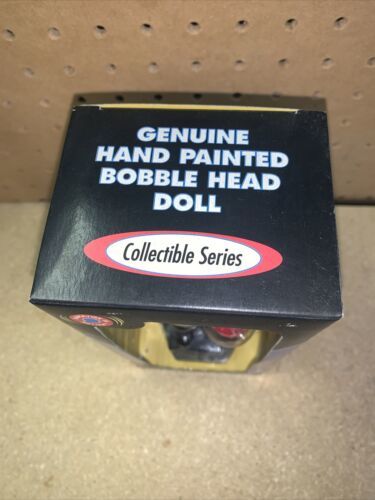 GENUINE
HAND PAINTED
BOBBLE HEAD
DOLL
Collectible Series